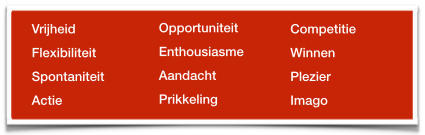 Vrijheid
Flexibiliteit
Spontaniteit
Actie
Opportuniteit
Enthousiasme
Aandacht
Prikkeling
Competitie
Winnen
Plezier
Imago